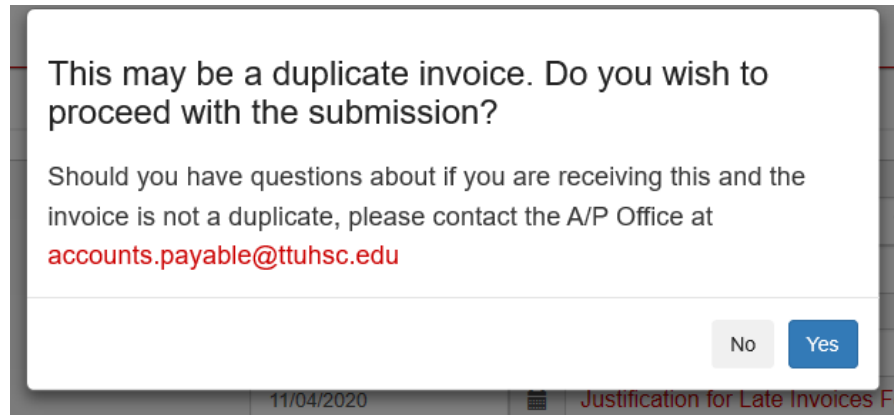 This may be a duplicate invoice. Do you wish to
proceed with the submission?
Should you have questions about if you are receiving this and the
invoice is not a duplicate, please contact the A/P Office at
accounts.payable@ttuhsc.edu
No Yes
11/04/2020 Justification for Late Invoices F